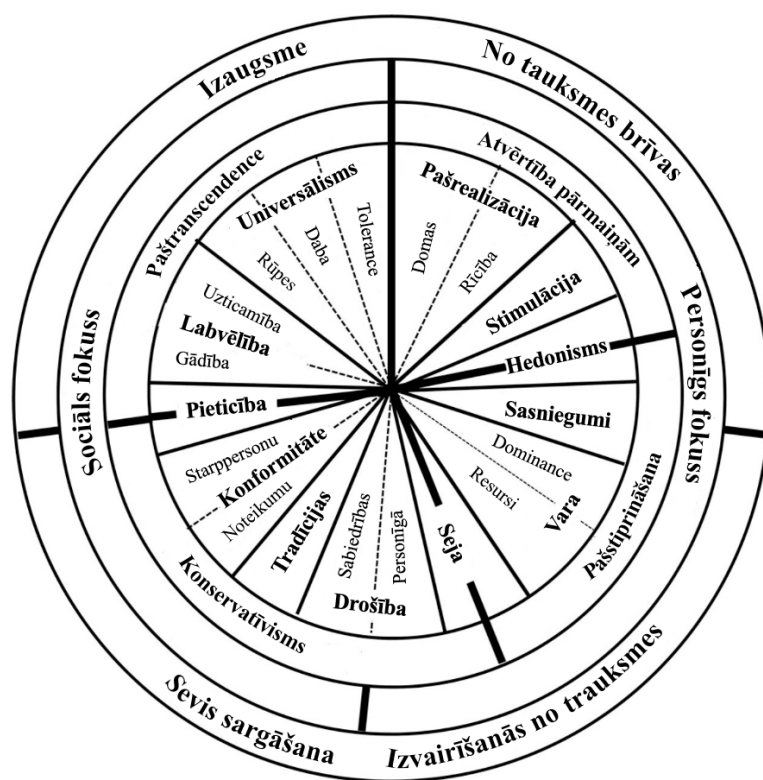 Izaugsme
No tauksmes brīvas
Paštranscendence
Atvērtība pārmaiņām
Universālisms
Rūpes
Daba
Tolerance
Pašrealizācija
Domas
Rīcība
Stimulācija
Hedonisms
Sasniegumi
Dominance
Resursi
Vara
Seja
Personīgā
Sabiedrības
Drošība
Tradīcijas
Noteikumu
Konformitāte
Starppersonu
Pieticība
Gādība
Labvēlība
Uzticamība
Sociāls fokuss
Personīgs fokuss
Pašstiprināšana
Konservatīvisms
Sevis sargāšana
Izvairīšanās no trauksmes